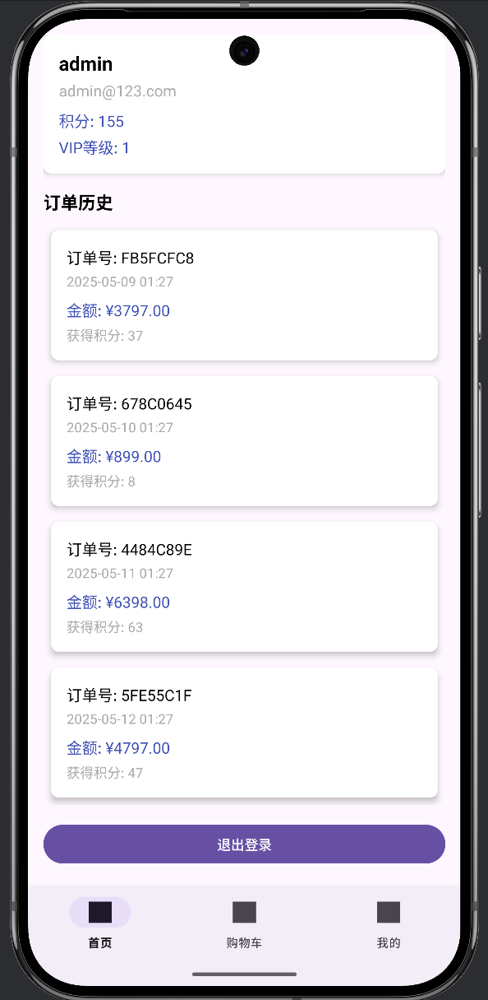 admin
admin@123.com
积分: 155
VIP等级: 1
订单历史
订单号: FB5FCFC8
2025-05-09 01:27
金额: ¥3797.00
获得积分: 37
订单号: 678C0645
2025-05-10 01:27
金额: ¥899.00
获得积分: 8
订单号: 4484C89E
2025-05-11 01:27
金额: ¥6398.00
获得积分: 63
订单号: 5FE55C1F
2025-05-12 01:27
金额: ¥4797.00
获得积分: 47
退出登录
首页 购物车 我的